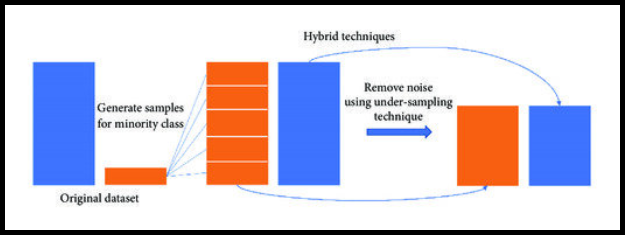 Hybrid techniques
Generate samples
for minority class
Remove noise
using under-sampling
technique
Original dataset